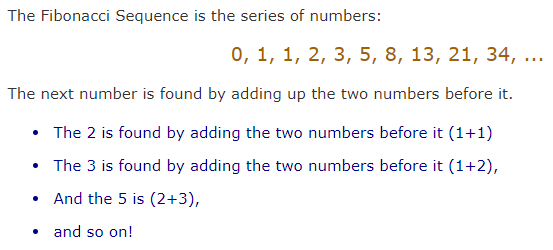 The Fibonacci Sequence is the series of numbers:
0, 1, 1, 2, 3, 5, 8, 13, 21, 34, ...
The next number is found by adding up the two numbers before it.
• The 2 is found by adding the two numbers before it (1+1)
• The 3 is found by adding the two numbers before it (1+2),
• And the 5 is (2+3),
• and so on!